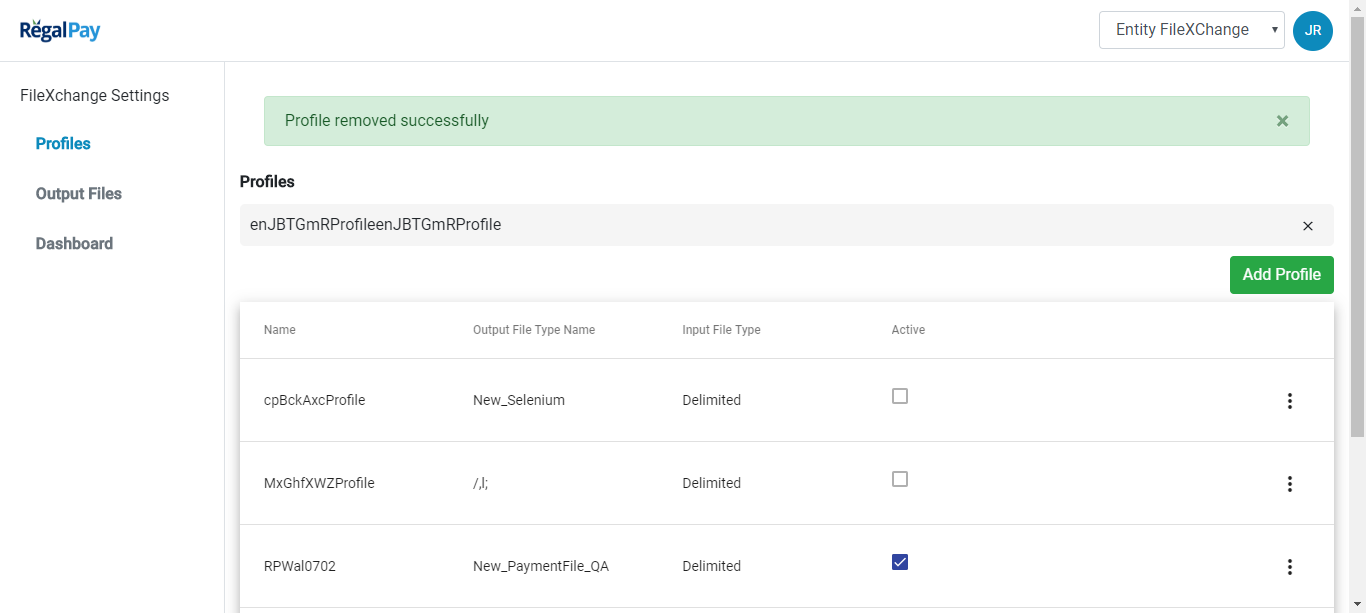 RegalPay
Entity FileXChange
JR
FileXchange Settings
Profiles
Output Files
Dashboard
Profile removed successfully
×
Profiles
enJBTGmRProfileenJBTGmRProfile
×
Add Profile
Name Output File Type Name Input File Type Active
cpBckAxcProfile New_Selenium Delimited
MxGhfXWZProfile /,l; Delimited
RPWal0702 New_PaymentFile_QA Delimited